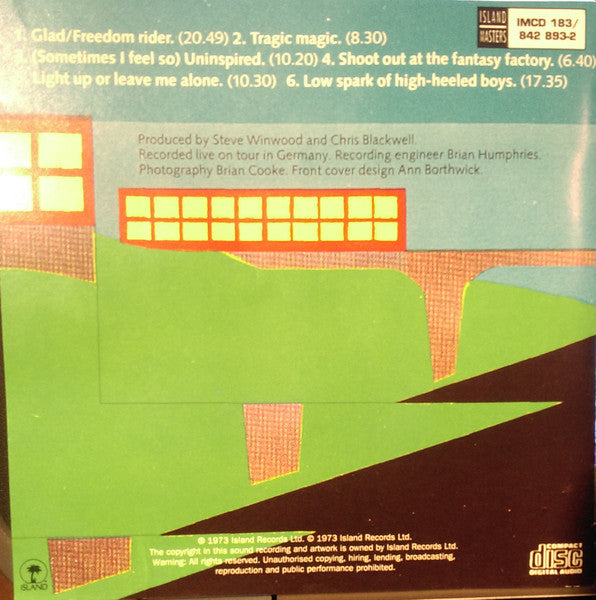 ISLAND
MASTERS
IMCD 183/
842 893-2
1. Glad/Freedom rider. (20.49) 2. Tragic magic. (8.30)
(Sometimes I feel so) Uninspired. (10.20) 4. Shoot out at the fantasy factory. (6.40)
Light up or leave me alone. (10.30) 6. Low spark of high-heeled boys. (17.35)
Produced by Steve Winwood and Chris Blackwell.
Recorded live on tour in Germany. Recording engineer Brian Humphries.
Photography Brian Cooke. Front cover design Ann Borthwick.
℗ 1973 Island Records Ltd. © 1973 Island Records Ltd.
The copyright in this sound recording and artwork is owned by Island Records Ltd.
Warning: All rights reserved. Unauthorised copying, hiring, lending, broadcasting,
reproduction and public performance prohibited.
ISLAND
COMPACT
disc
DIGITAL AUDIO